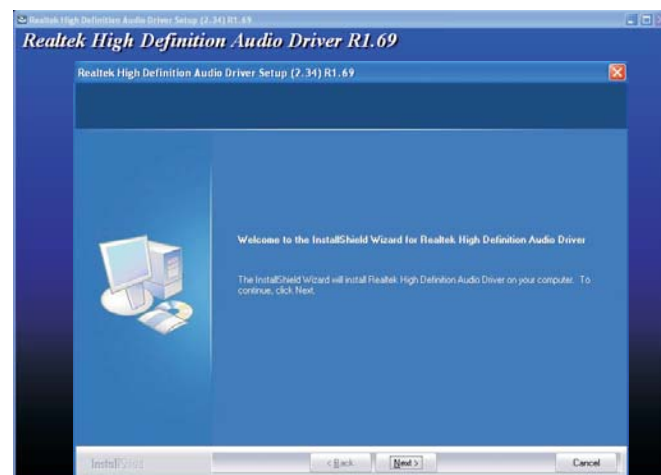 Realtek High Definition Audio Driver Setup (2.34) R1.69
Realtek High Definition Audio Driver R1.69
Realtek High Definition Audio Driver Setup (2.34) R1.69
Welcome to the InstallShield Wizard for Realtek High Definition Audio Driver
The InstallShield Wizard will install Realtek High Definition Audio Driver on your computer. To
continue, click Next.
InstallShield
< Back
Next >
Cancel